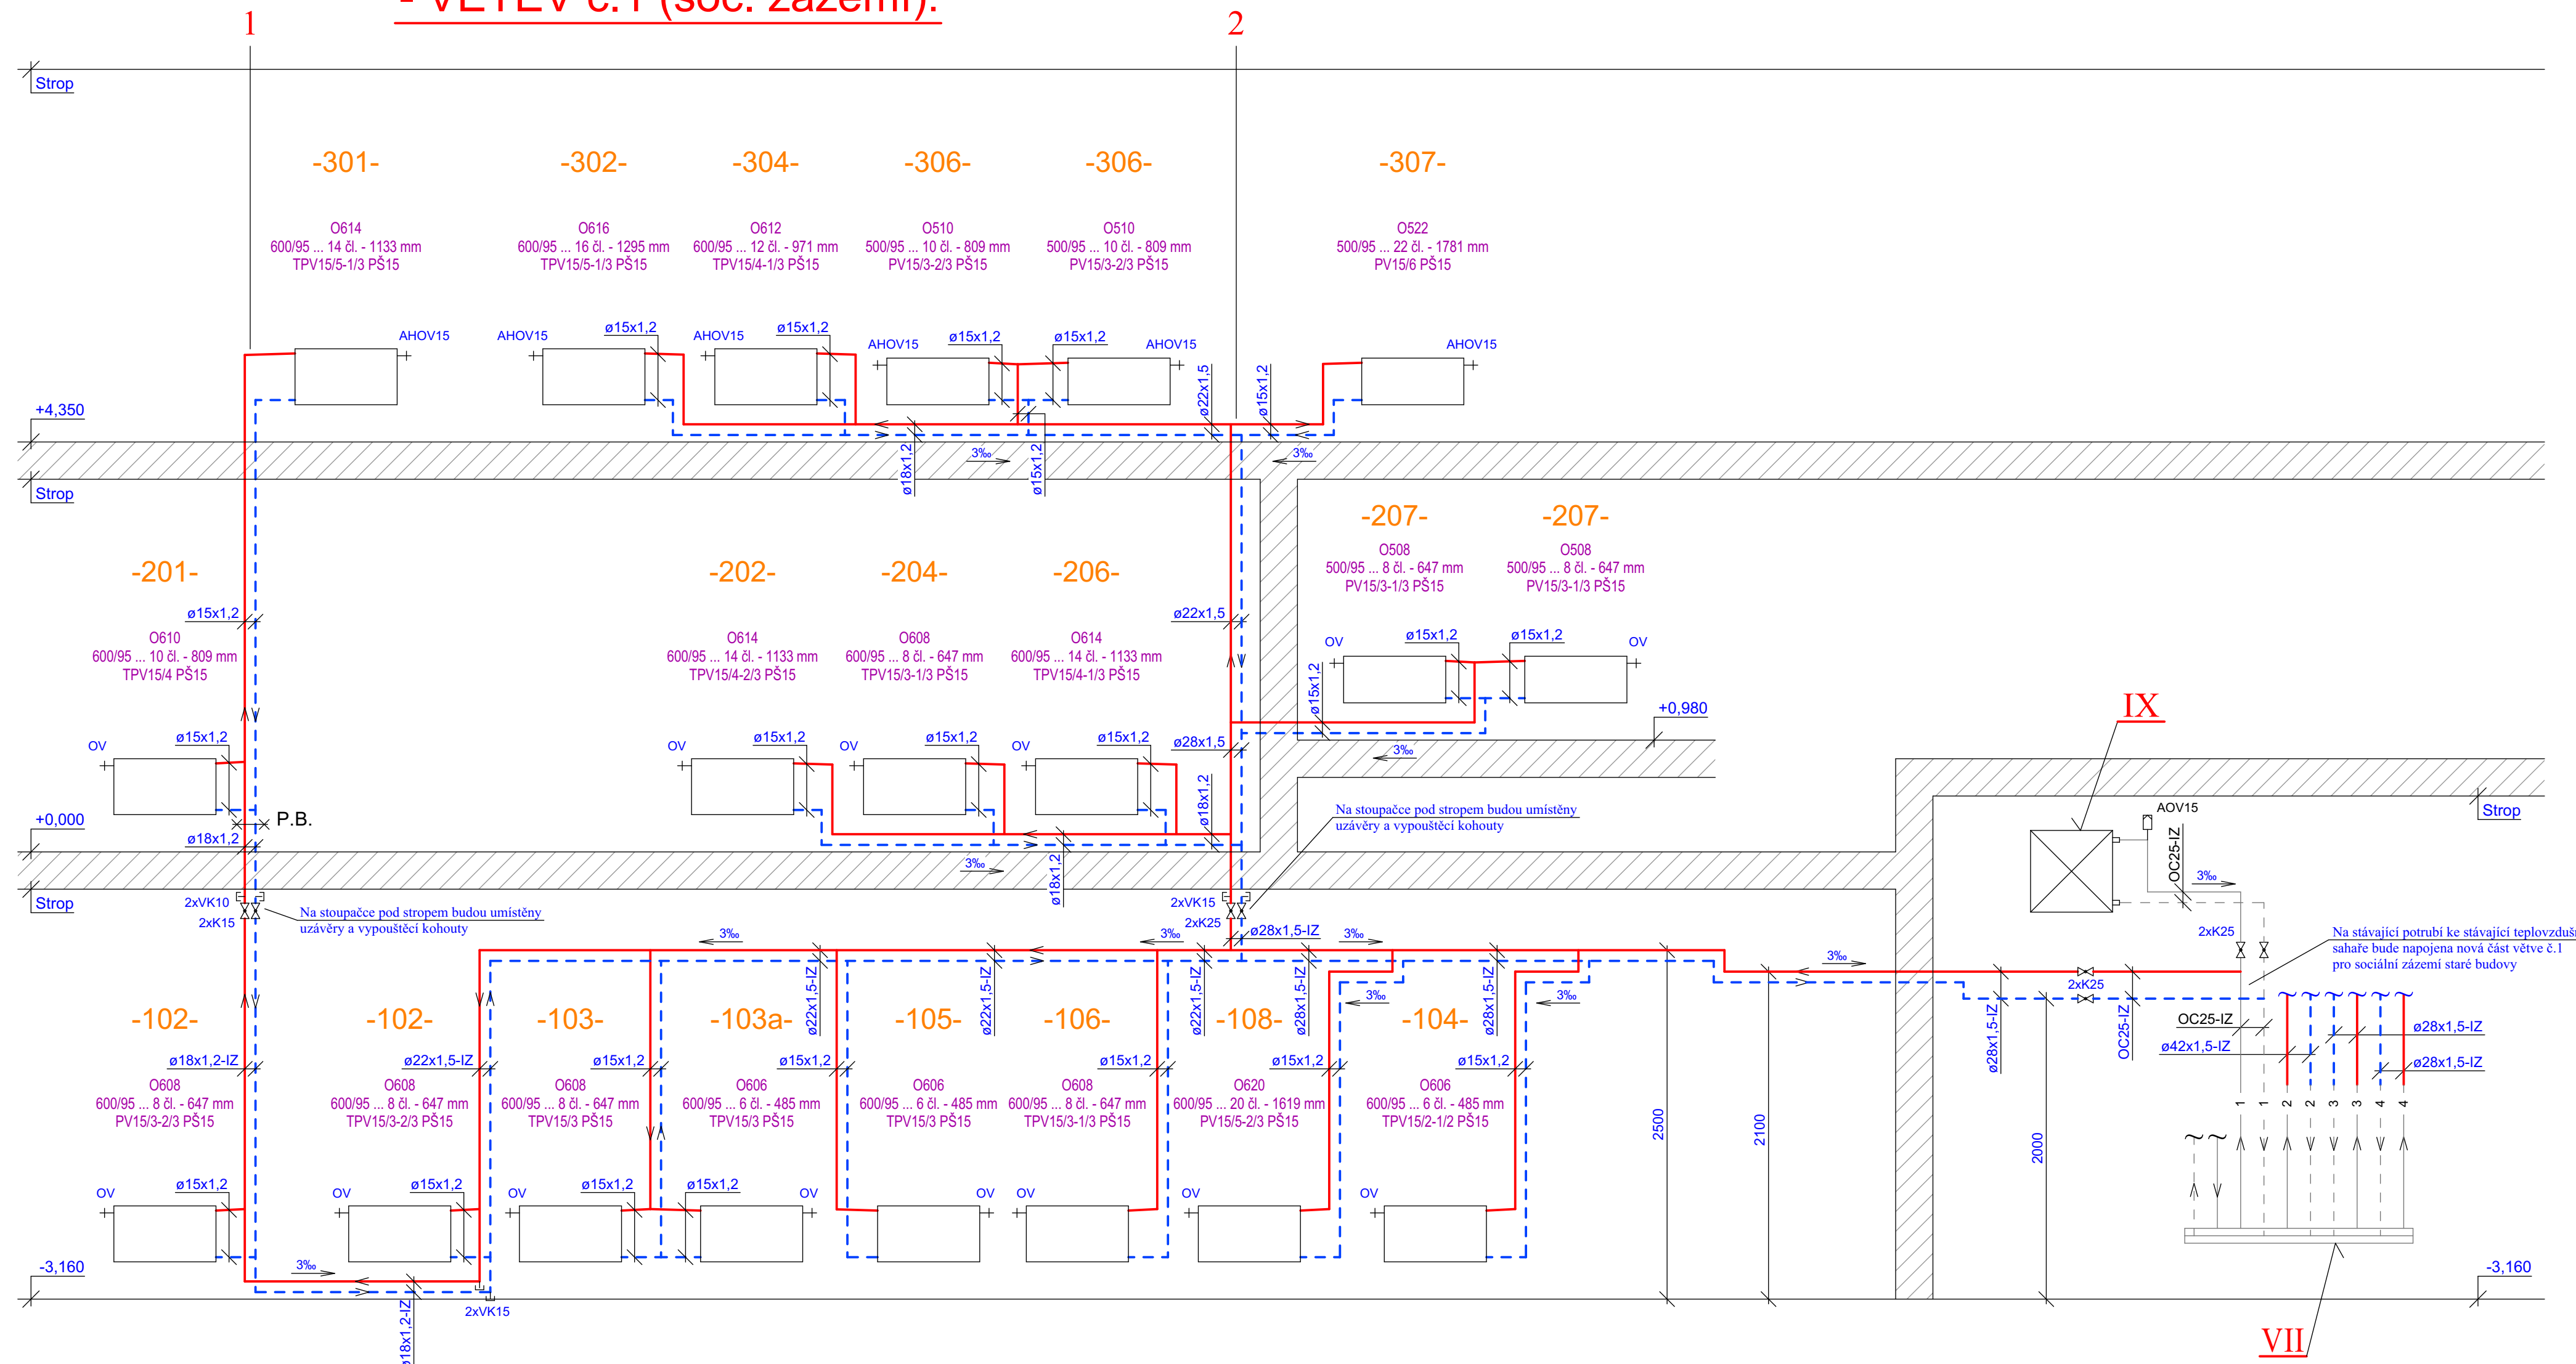 - VĚTEV č.1 (soc. zázemí):
1
2
Strop
-301-
-302-
-304-
-306-
-306-
-307-
O614
600/95 ... 14 čl. - 1133 mm
TPV15/5-1/3 PŠ15
O616
600/95 ... 16 čl. - 1295 mm
TPV15/5-1/3 PŠ15
O612
600/95 ... 12 čl. - 971 mm
TPV15/4-1/3 PŠ15
O510
500/95 ... 10 čl. - 809 mm
PV15/3-2/3 PŠ15
O510
500/95 ... 10 čl. - 809 mm
PV15/3-2/3 PŠ15
O522
500/95 ... 22 čl. - 1781 mm
PV15/6 PŠ15
AHOV15
AHOV15
ø15x1,2
AHOV15
ø15x1,2
AHOV15
ø15x1,2
ø15x1,2
AHOV15
ø22x1,5
ø15x1,2
AHOV15
+4,350
ø18x1,2
3‰
ø15x1,2
3‰
Strop
-201-
-202-
-204-
-206-
-207-
-207-
O508
500/95 ... 8 čl. - 647 mm
PV15/3-1/3 PŠ15
O508
500/95 ... 8 čl. - 647 mm
PV15/3-1/3 PŠ15
ø15x1,2
ø22x1,5
O610
600/95 ... 10 čl. - 809 mm
TPV15/4 PŠ15
O614
600/95 ... 14 čl. - 1133 mm
TPV15/4-2/3 PŠ15
O608
600/95 ... 8 čl. - 647 mm
TPV15/3-1/3 PŠ15
O614
600/95 ... 14 čl. - 1133 mm
TPV15/4-1/3 PŠ15
OV
ø15x1,2
ø15x1,2
OV
ø15x1,2
+0,980
IX
OV
ø15x1,2
OV
ø15x1,2
OV
ø15x1,2
OV
ø15x1,2
ø28x1,5
3‰
ø18x1,2
+0,000
P.B.
ø18x1,2
Na stoupačce pod stropem budou umístěny
uzávěry a vypouštěcí kohouty
AOV15
Strop
OC25-IZ
3‰
ø18x1,2
3‰
Strop
2xVK10
2xK15
Na stoupačce pod stropem budou umístěny
uzávěry a vypouštěcí kohouty
2xVK15
2xK25
ø28x1,5-IZ
3‰
3‰
3‰
2xK25
Na stávající potrubí ke stávající teplovzdušn
sahaře bude napojena nová část větve č.1
pro sociální zázemí staré budovy
3‰
2xK25
ø22x1,5-IZ
ø22x1,5-IZ
ø22x1,5-IZ
ø28x1,5-IZ
3‰
ø28x1,5-IZ
3‰
ø28x1,5-IZ
OC25-IZ
-102-
-102-
-103-
-103a-
-105-
-106-
-108-
-104-
OC25-IZ
ø28x1,5-IZ
ø42x1,5-IZ
ø28x1,5-IZ
ø18x1,2-IZ
ø22x1,5-IZ
ø15x1,2
ø15x1,2
ø15x1,2
ø15x1,2
ø15x1,2
O608
600/95 ... 8 čl. - 647 mm
PV15/3-2/3 PŠ15
O608
600/95 ... 8 čl. - 647 mm
TPV15/3-2/3 PŠ15
O608
600/95 ... 8 čl. - 647 mm
TPV15/3 PŠ15
O606
600/95 ... 6 čl. - 485 mm
TPV15/3 PŠ15
O606
600/95 ... 6 čl. - 485 mm
TPV15/3 PŠ15
O608
600/95 ... 8 čl. - 647 mm
TPV15/3-1/3 PŠ15
O620
600/95 ... 20 čl. - 1619 mm
PV15/5-2/3 PŠ15
O606
600/95 ... 6 čl. - 485 mm
TPV15/2-1/2 PŠ15
2500
2100
2000
1
1
2
2
3
3
4
4
OV
ø15x1,2
OV
ø15x1,2
OV
ø15x1,2
ø15x1,2
OV
OV
OV
OV
OV
-3,160
3‰
ø18x1,2-IZ
2xVK15
-3,160
VII